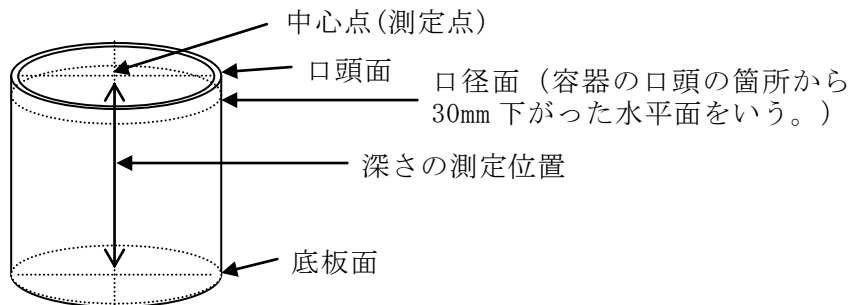 中心点(測定点)
口頭面
口径面（容器の口頭の箇所から
30mm 下がった水平面をいう。）
深さの測定位置
底板面